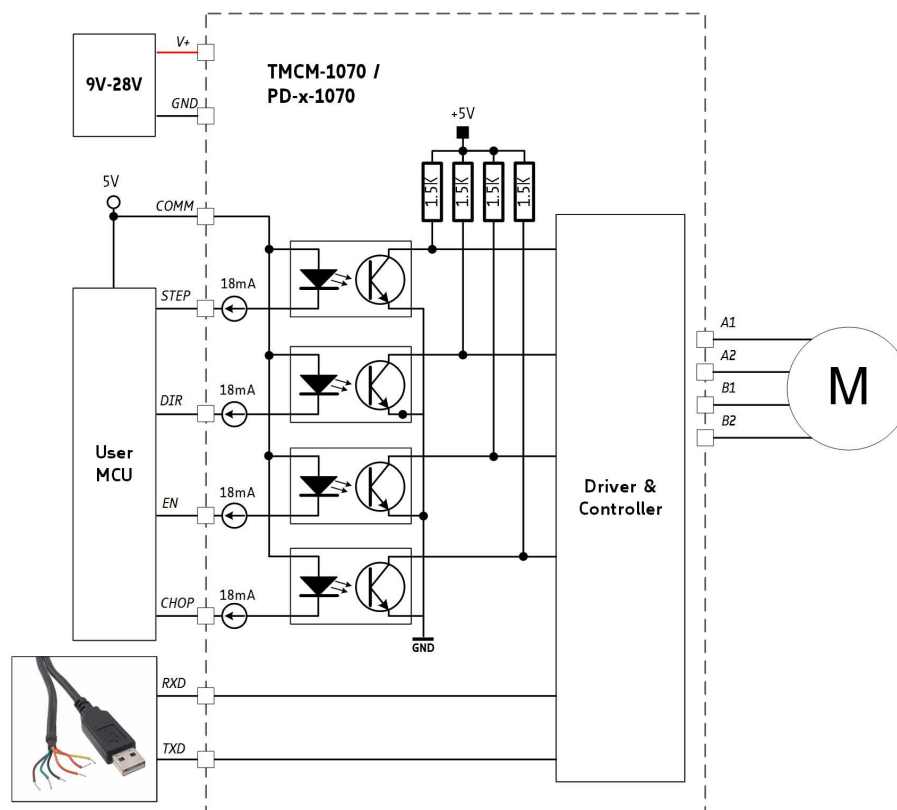 V+
9V-28V
GND
TMCM-1070 /
PD-x-1070
+5V
1.5K
1.5K
1.5K
1.5K
5V
COMM
STEP
18mA
DIR
18mA
EN
18mA
CHOP
18mA
User
MCU
GND
Driver &
Controller
A1
A2
B1
B2
M
RXD
TXD